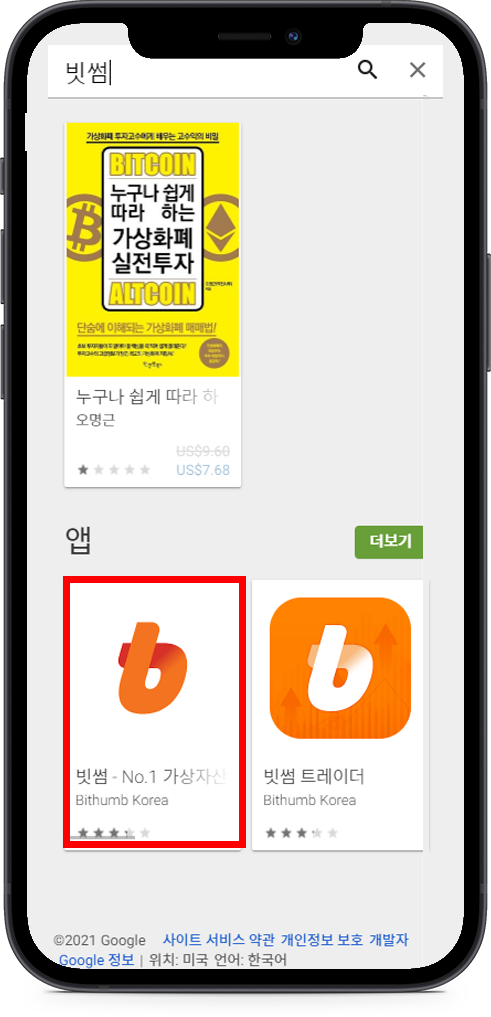 빗썸
가상화폐 투자고수에게 배우는 고수익의 비밀
BITCOIN
누구나 쉽게
따라 하는
가상화폐
실전투자
ALTCOIN
단숨에 이해되는 가상화폐 매매법!
누구나 쉽게 따라 하
오명근
US$9.60
US$7.68
앱
더보기
빗썸 - No.1 가상자산
Bithumb Korea
빗썸 트레이더
Bithumb Korea
©2021 Google 사이트 서비스 약관 개인정보 보호 개발자
Google 정보 | 위치: 미국 언어: 한국어